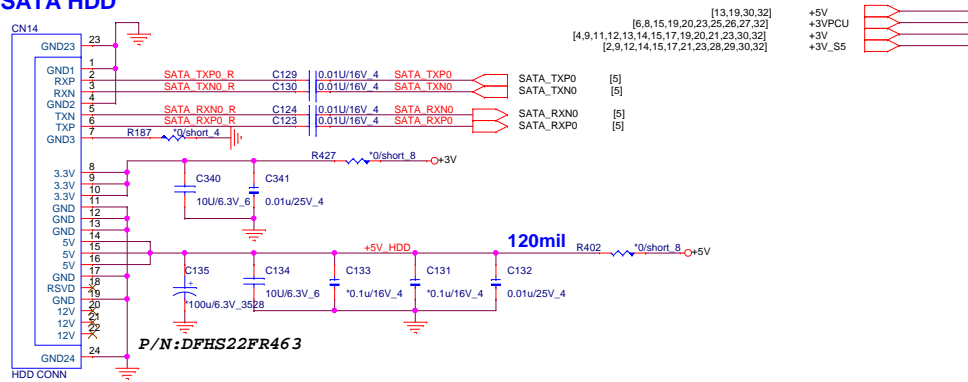 SATA HDD
[13,19,30,32] +5V
[6,8,15,19,20,23,25,26,27,32] +3VPCU
[4,9,11,12,13,14,15,17,19,20,21,23,30,32] +3V
[2,9,12,14,15,17,21,23,28,29,30,32] +3V_S5
CN14
GND23 23
GND1 1
RXP 2 SATA_TXP0_R C129 0.01U/16V_4 SATA_TXP0 SATA_TXP0 [5]
RXN 3 SATA_TXN0_R C130 0.01U/16V_4 SATA_TXN0 SATA_TXN0 [5]
GND2 4
TXN 5 SATA_RXN0_R C124 0.01U/16V_4 SATA_RXN0 SATA_RXN0 [5]
TXP 6 SATA_RXP0_R C123 0.01U/16V_4 SATA_RXP0 SATA_RXP0 [5]
GND3 7 R187 *0/short_4
R427 *0/short_8 +3V
3.3V 8
3.3V 9
3.3V 10
C340 C341
10U/6.3V_6 0.01u/25V_4
GND 11
GND 12
GND 13
5V 14
5V 15
5V 16
+5V_HDD 120mil R402 *0/short_8 +5V
GND 17
RSVD 18
GND 19
12V 20
12V 21
12V 22
C135 C134 C133 C131 C132
*100u/6.3V_3528 10U/6.3V_6 *0.1u/16V_4 *0.1u/16V_4 0.01u/25V_4
P/N:DFHS22FR463
GND24 24
HDD CONN